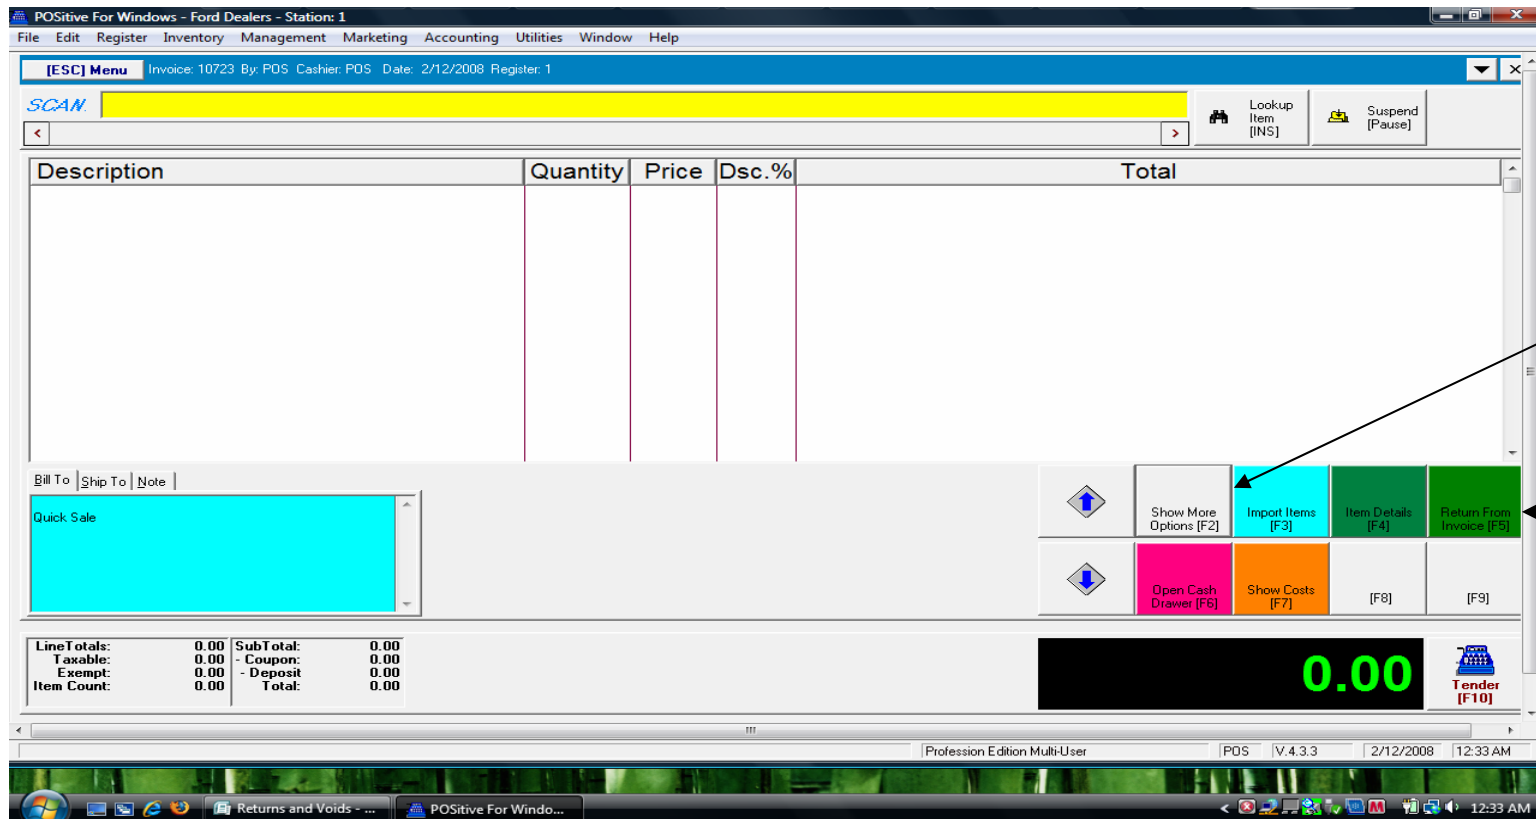 POSitive For Windows - Ford Dealers - Station: 1
File Edit Register Inventory Management Marketing Accounting Utilities Window Help
[ESC] Menu Invoice: 10723 By: POS Cashier: POS Date: 2/12/2008 Register: 1
SCAN.
Lookup
Item
[INS]
Suspend
[Pause]
Description Quantity Price Dsc.% Total
Bill To Ship To Note
Quick Sale
Show More
Options [F2]
Import Items
[F3]
Item Details
[F4]
Return From
Invoice [F5]
Open Cash
Drawer [F6]
Show Costs
[F7]
[F8]
[F9]
LineTotals: 0.00 SubTotal: 0.00
Taxable: 0.00 - Coupon: 0.00
Exempt: 0.00 - Deposit 0.00
Item Count: 0.00 Total: 0.00
0.00
Tender
[F10]
Profession Edition Multi-User POS V.4.3.3 2/12/2008 12:33 AM
Returns and Voids - ... POSitive For Windo... 12:33 AM